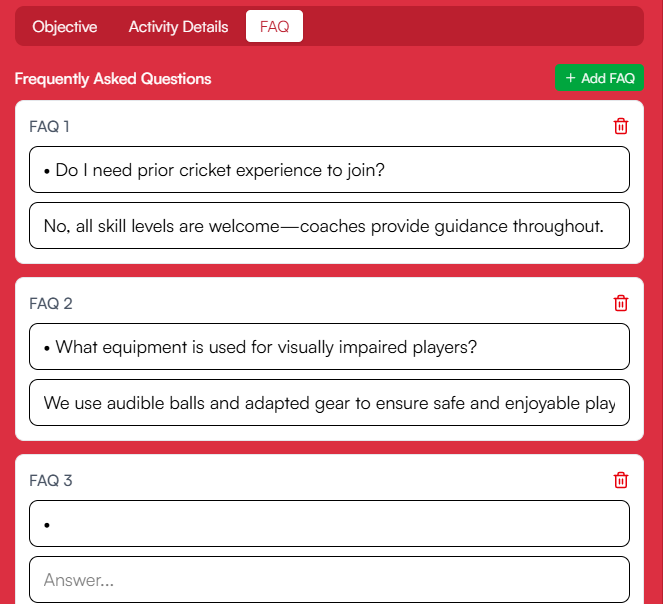 Objective Activity Details FAQ
Frequently Asked Questions + Add FAQ
FAQ 1
• Do I need prior cricket experience to join?
No, all skill levels are welcome—coaches provide guidance throughout.
FAQ 2
• What equipment is used for visually impaired players?
We use audible balls and adapted gear to ensure safe and enjoyable play
FAQ 3
•
Answer...